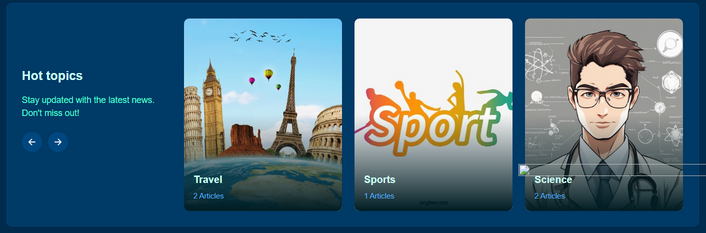 Hot topics
Stay updated with the latest news.
Don't miss out!
Travel
2 Articles
Sport
Sports
1 Articles
Science
2 Articles